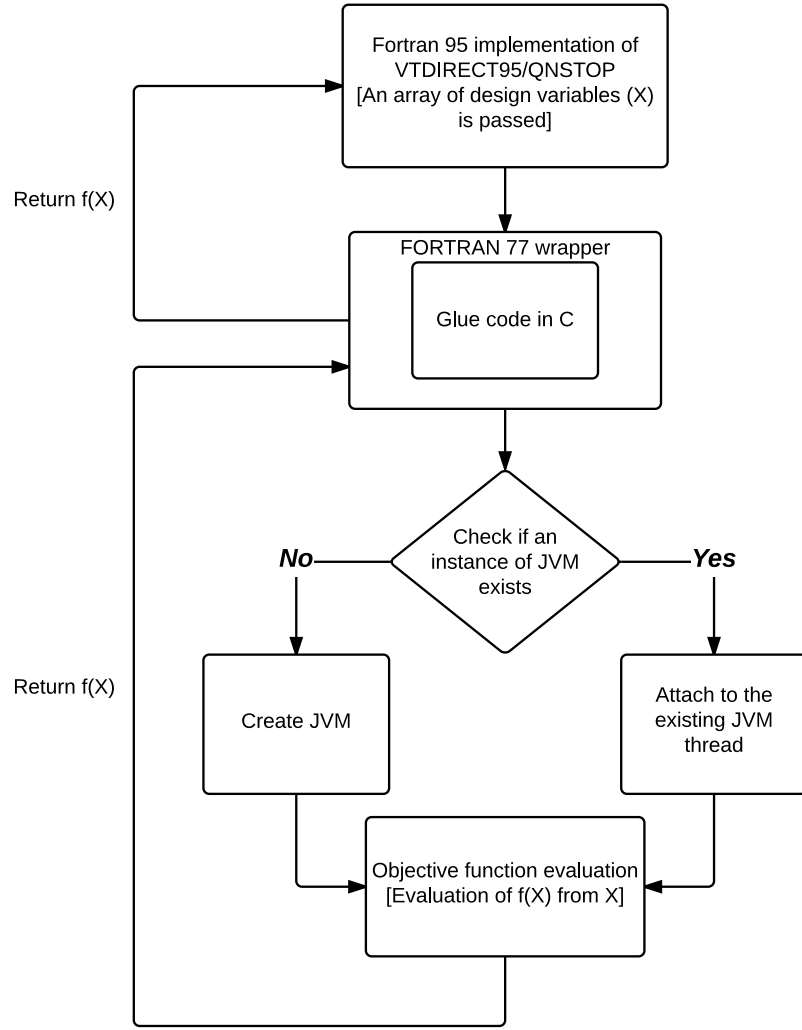 Fortran 95 implementation of
VTDIRECT95/QNSTOP
[An array of design variables (X)
is passed]
Return f(X)
FORTRAN 77 wrapper
Glue code in C
Check if an
instance of JVM
exists
No
Yes
Return f(X)
Create JVM
Attach to the
existing JVM
thread
Objective function evaluation
[Evaluation of f(X) from X]